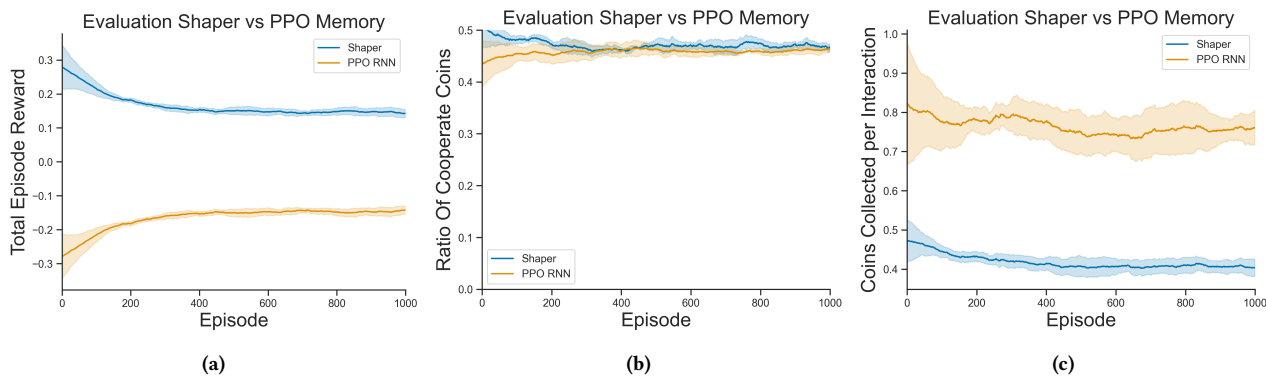 Evaluation Shaper vs PPO Memory
Total Episode Reward
0.3
0.2
0.1
0.0
−0.1
−0.2
−0.3
Shaper
PPO RNN
0 200 400 600 800 1000
Episode
(a)
Evaluation Shaper vs PPO Memory
Ratio Of Cooperate Coins
0.5
0.4
0.3
0.2
0.1
0.0
Shaper
PPO RNN
0 200 400 600 800 1000
Episode
(b)
Evaluation Shaper vs PPO Memory
Coins Collected per Interaction
1.0
0.9
0.8
0.7
0.6
0.5
0.4
Shaper
PPO RNN
0 200 400 600 800 1000
Episode
(c)